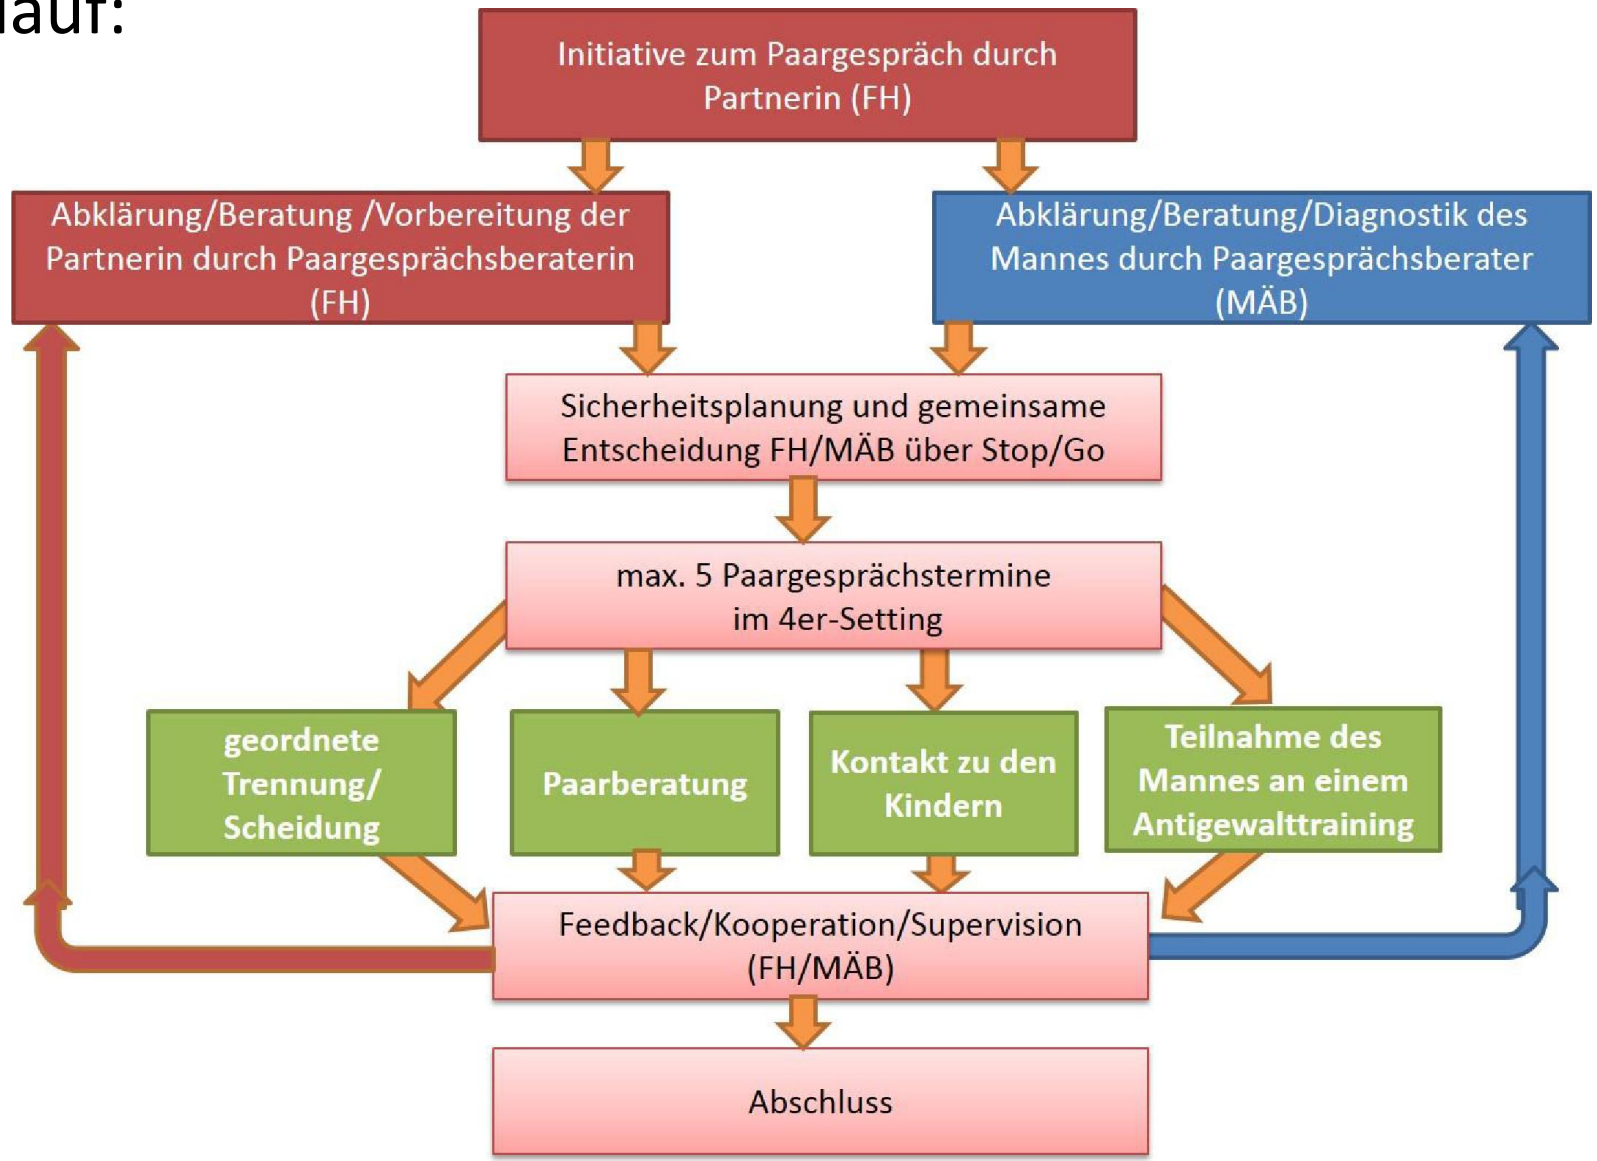 lauf:
Initiative zum Paargespräch durch
Partnerin (FH)
Abklärung/Beratung /Vorbereitung der
Partnerin durch Paargesprächsberaterin
(FH)
Abklärung/Beratung/Diagnostik des
Mannes durch Paargesprächsberater
(MÄB)
Sicherheitsplanung und gemeinsame
Entscheidung FH/MÄB über Stop/Go
max. 5 Paargesprächstermine
im 4er-Setting
geordnete
Trennung/
Scheidung
Paarberatung
Kontakt zu den
Kindern
Teilnahme des
Mannes an einem
Antigewalttraining
Feedback/Kooperation/Supervision
(FH/MÄB)
Abschluss